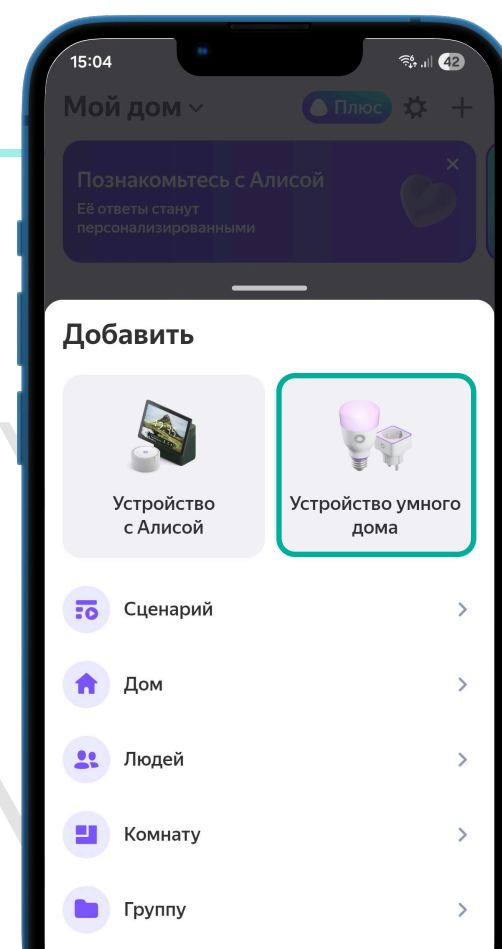 15:04
42
Мой дом
Плюс
Познакомьтесь с Алисой
Её ответы станут
персонализированными
Добавить
Устройство
с Алисой
Устройство умного
дома
Сценарий
Дом
Людей
Комнату
Группу